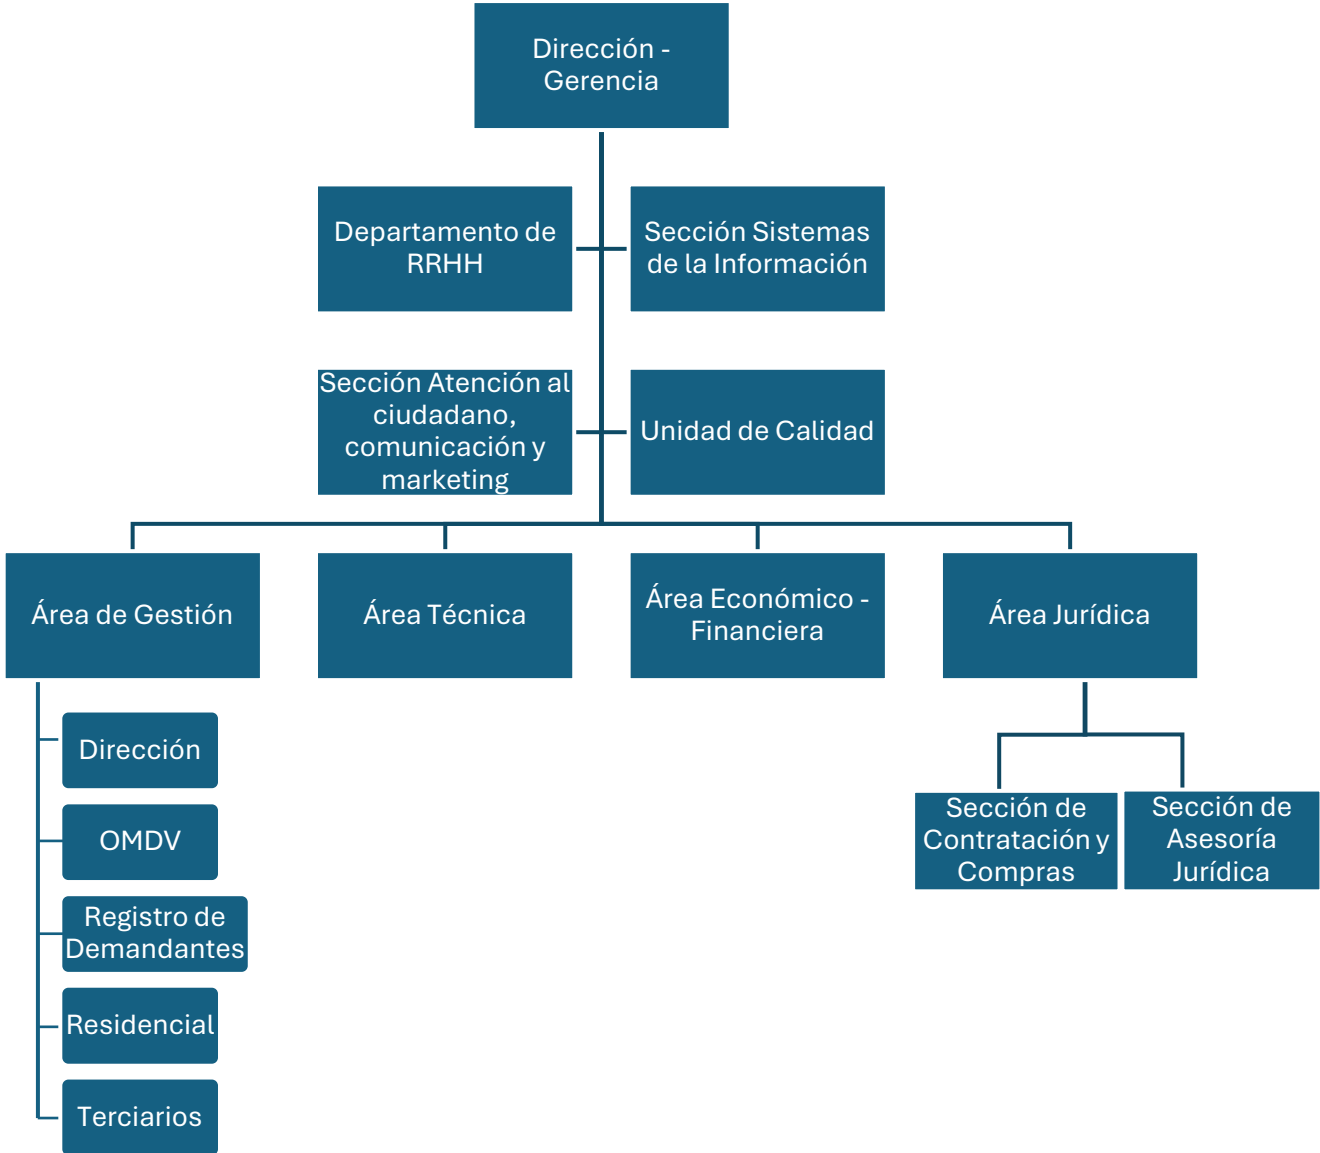 Dirección -
Gerencia
Departamento de
RRHH
Sección Sistemas
de la Información
Sección Atención al
ciudadano,
comunicación y
marketing
Unidad de Calidad
Área de Gestión
Área Técnica
Área Económico -
Financiera
Área Jurídica
Dirección
OMDV
Registro de
Demandantes
Residencial
Terciarios
Sección de
Contratación y
Compras
Sección de
Asesoría
Jurídica